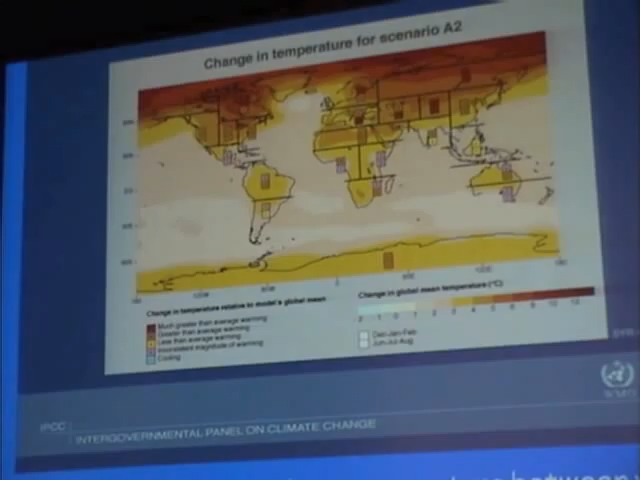 Change in temperature for scenario A2
Change in temperature relative to model's global mean
Much greater than average warming
Greater than average warming
Less than average warming
Inconsistent magnitude of warming
Cooling
Change in global mean temperature (°C)
Dec-Jan-Feb
Jun-Jul-Aug
WMO
IPCC
INTERGOVERNMENTAL PANEL ON CLIMATE CHANGE
between